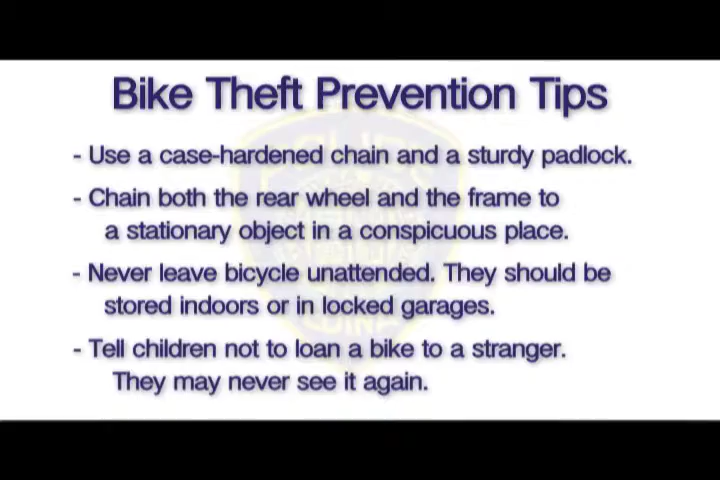 Bike Theft Prevention Tips
- Use a case-hardened chain and a sturdy padlock.
- Chain both the rear wheel and the frame to
a stationary object in a conspicuous place.
- Never leave bicycle unattended. They should be
stored indoors or in locked garages.
- Tell children not to loan a bike to a stranger.
They may never see it again.